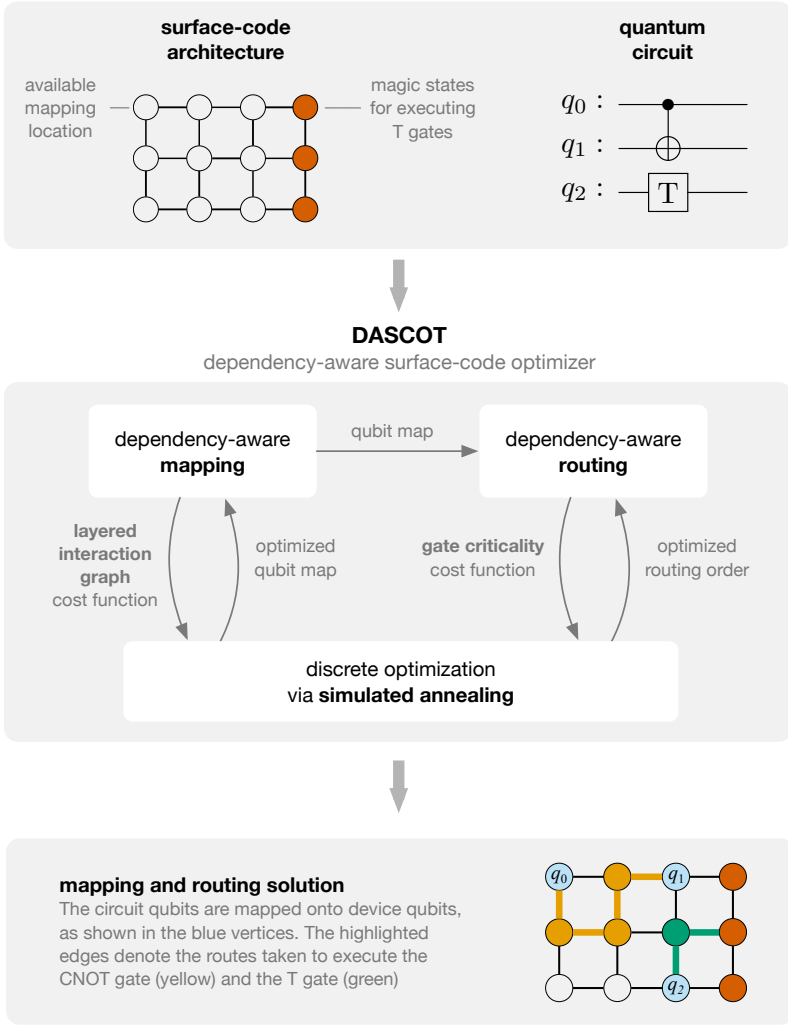 surface-code
architecture
quantum
circuit
available
mapping
location
magic states
for executing
T gates
q0 :
q1 :
q2 :
T
DASCOT
dependency-aware surface-code optimizer
dependency-aware
mapping
qubit map
dependency-aware
routing
layered
interaction
graph
cost function
optimized
qubit map
gate criticality
cost function
optimized
routing order
discrete optimization
via simulated annealing
mapping and routing solution
The circuit qubits are mapped onto device qubits,
as shown in the blue vertices. The highlighted
edges denote the routes taken to execute the
CNOT gate (yellow) and the T gate (green)
q0
q1
q2